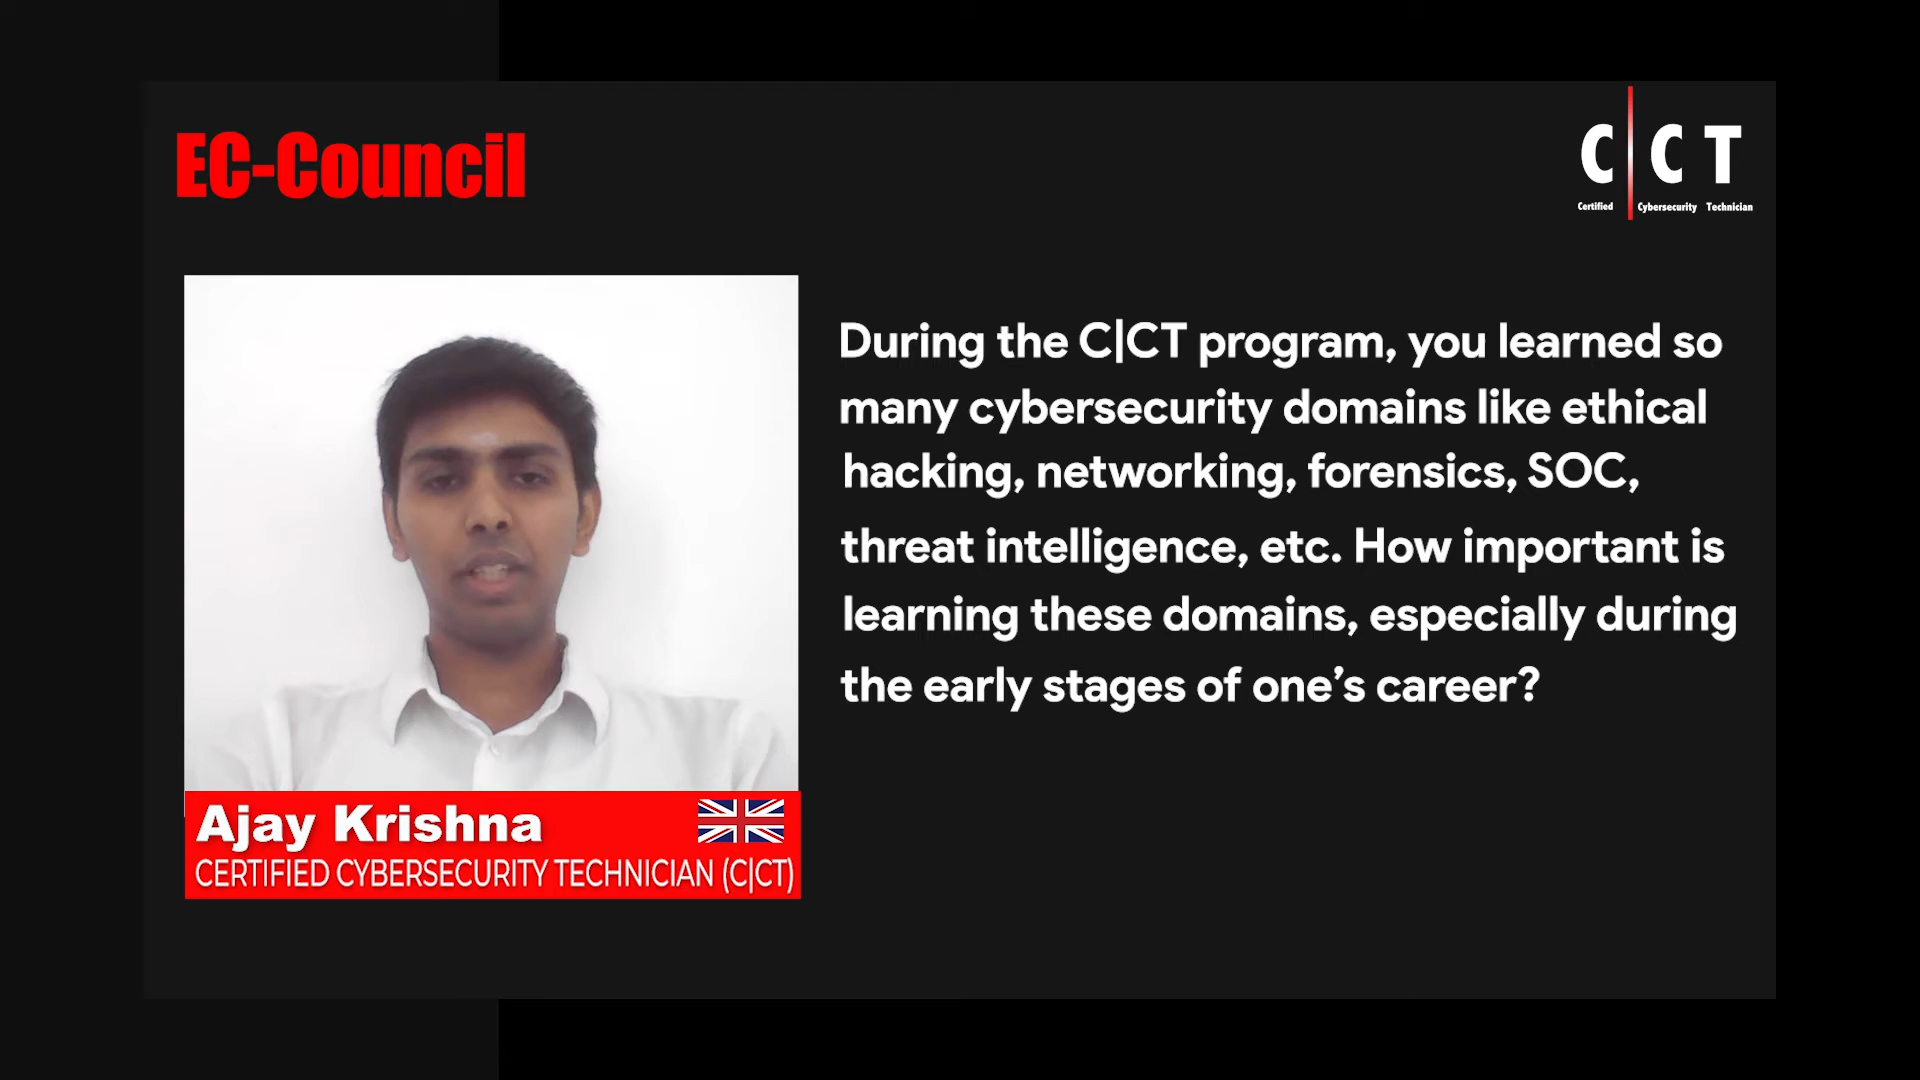 EC-Council
C|CT
Certified Cybersecurity Technician
During the C|CT program, you learned so
many cybersecurity domains like ethical
hacking, networking, forensics, SOC,
threat intelligence, etc. How important is
learning these domains, especially during
the early stages of one’s career?
Ajay Krishna
CERTIFIED CYBERSECURITY TECHNICIAN (C|CT)